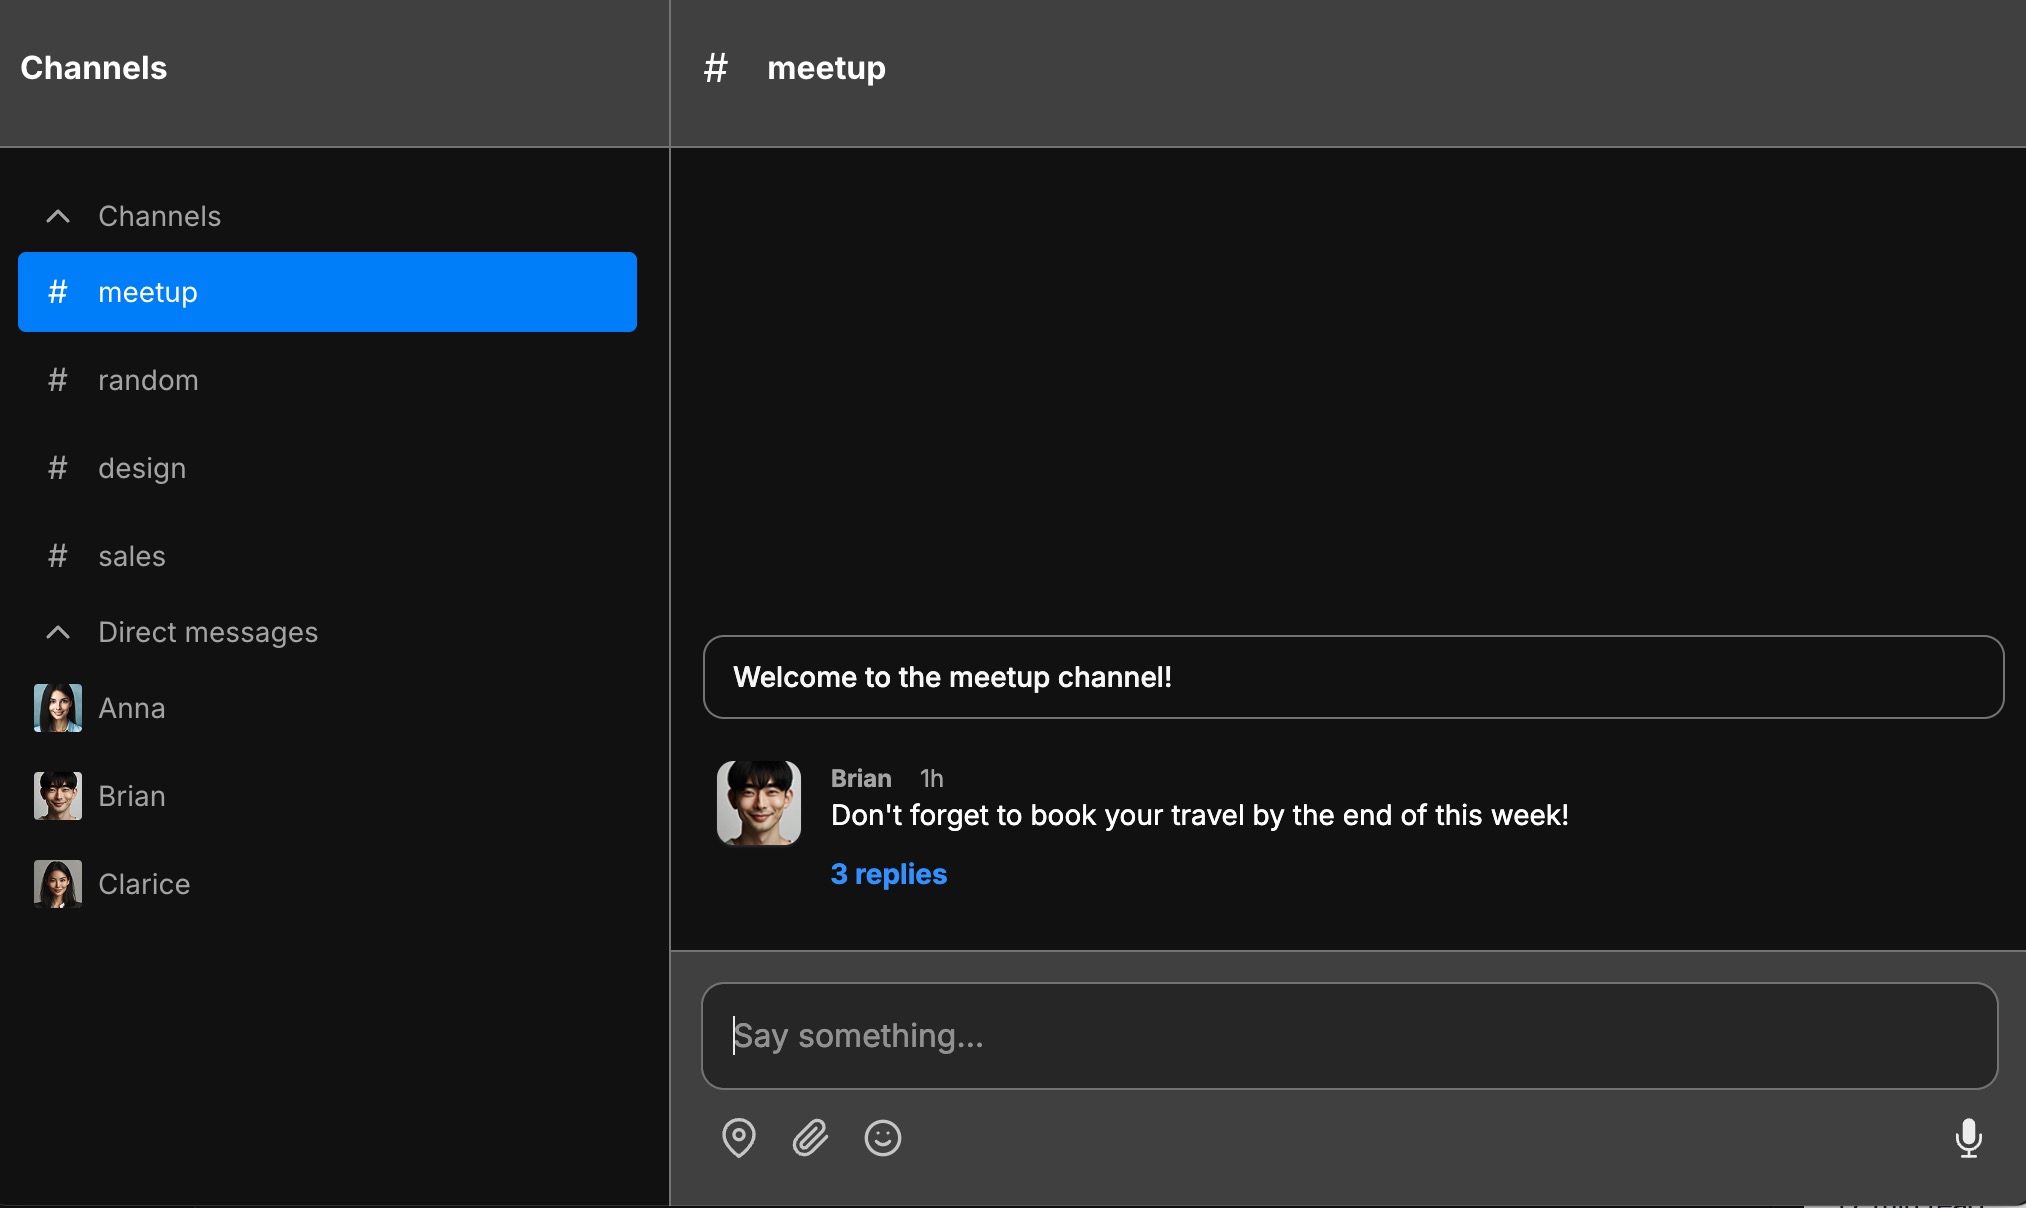 Channels
# meetup
Channels
# meetup
# random
# design
# sales
Direct messages
Anna
Brian
Clarice
Welcome to the meetup channel!
Brian 1h
Don't forget to book your travel by the end of this week!
3 replies
Say something...